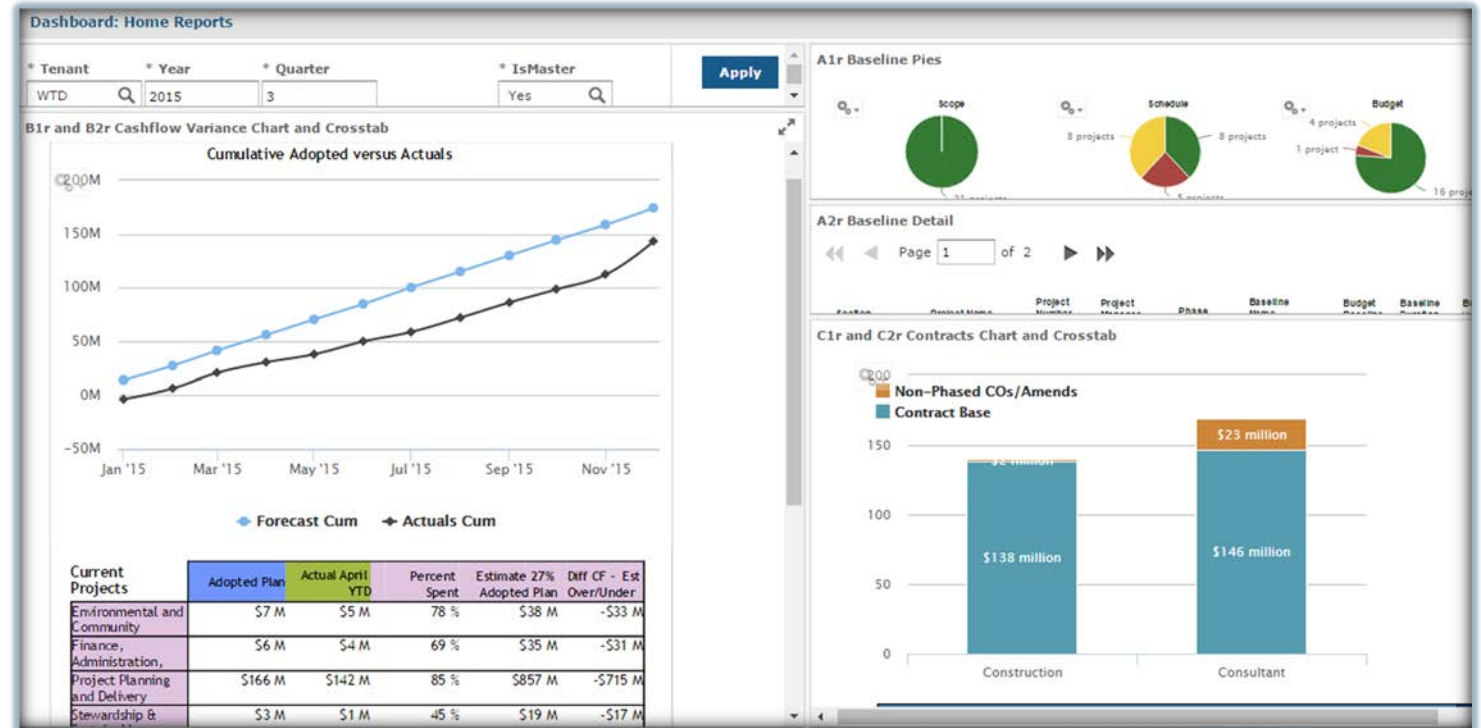 Dashboard: Home Reports
* Tenant * Year * Quarter * IsMaster
WTD 2015 3 Yes
Apply
B1r and B2r Cashflow Variance Chart and Crosstab
Cumulative Adopted versus Actuals
200M
150M
100M
50M
0M
-50M
Jan '15 Mar '15 May '15 Jul '15 Sep '15 Nov '15
Forecast Cum Actuals Cum
Current Projects
Adopted Plan
Actual April YTD
Percent Spent
Estimate 27% Adopted Plan
Diff CF - Est Over/Under
Environmental and Community
$7 M $5 M 78 % $38 M -$33 M
Finance, Administration,
$6 M $4 M 69 % $35 M -$31 M
Project Planning and Delivery
$166 M $142 M 85 % $857 M -$715 M
Stewardship &
$3 M $1 M 45 % $19 M -$17 M
A1r Baseline Pies
Scope
Schedule
8 projects
8 projects
5 projects
Budget
4 projects
1 project
16 proje
A2r Baseline Detail
Page 1 of 2
Project Name
Project Number
Project
Phase
Baseline Name
Budget
Baseline
C1r and C2r Contracts Chart and Crosstab
200
Non-Phased COs/Amends
Contract Base
150
100
50
0
$138 million
$23 million
$146 million
Construction Consultant